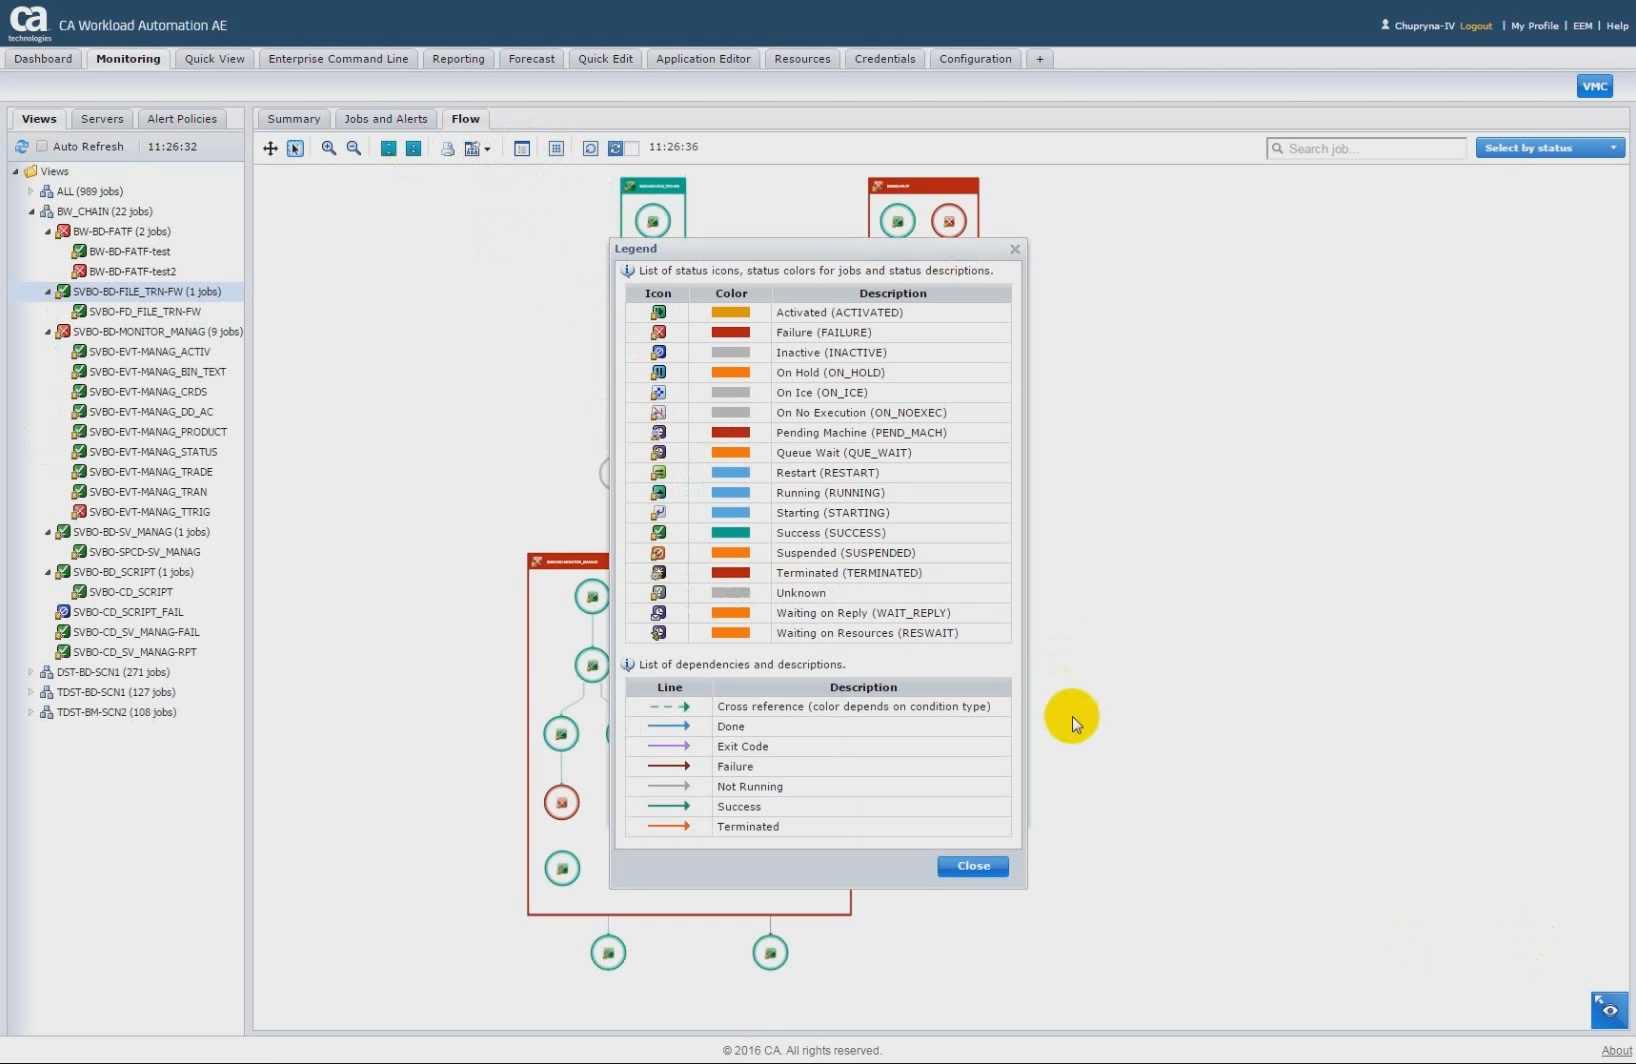 ca
technologies
CA Workload Automation AE
Chupryna-IV Logout | My Profile | EEM | Help
Dashboard Monitoring Quick View Enterprise Command Line Reporting Forecast Quick Edit Application Editor Resources Credentials Configuration +
VMC
Views Servers Alert Policies
Summary Jobs and Alerts Flow
Auto Refresh 11:26:32
11:26:36
Search job...
Select by status
Views
ALL (989 jobs)
BW_CHAIN (22 jobs)
BW-BD-FATF (2 jobs)
BW-BD-FATF-test
BW-BD-FATF-test2
SVBO-BD-FILE_TRN-FW (1 jobs)
SVBO-FD_FILE_TRN-FW
SVBO-BD-MONITOR_MANAG (9 jobs)
SVBO-EVT-MANAG_ACTIV
SVBO-EVT-MANAG_BIN_TEXT
SVBO-EVT-MANAG_CRDS
SVBO-EVT-MANAG_DD_AC
SVBO-EVT-MANAG_PRODUCT
SVBO-EVT-MANAG_STATUS
SVBO-EVT-MANAG_TRADE
SVBO-EVT-MANAG_TRAN
SVBO-EVT-MANAG_TTRIG
SVBO-BD-SV_MANAG (1 jobs)
SVBO-SPCD-SV_MANAG
SVBO-BD_SCRIPT (1 jobs)
SVBO-CD_SCRIPT
SVBO-CD_SCRIPT_FAIL
SVBO-CD_SV_MANAG-FAIL
SVBO-CD_SV_MANAG-RPT
DST-BD-SCN1 (271 jobs)
TDST-BD-SCN1 (127 jobs)
TDST-BM-SCN2 (108 jobs)
Legend
List of status icons, status colors for jobs and status descriptions.
Icon Color Description
Activated (ACTIVATED)
Failure (FAILURE)
Inactive (INACTIVE)
On Hold (ON_HOLD)
On Ice (ON_ICE)
On No Execution (ON_NOEXEC)
Pending Machine (PEND_MACH)
Queue Wait (QUE_WAIT)
Restart (RESTART)
Running (RUNNING)
Starting (STARTING)
Success (SUCCESS)
Suspended (SUSPENDED)
Terminated (TERMINATED)
Unknown
Waiting on Reply (WAIT_REPLY)
Waiting on Resources (RESWAIT)
List of dependencies and descriptions.
Line Description
Cross reference (color depends on condition type)
Done
Exit Code
Failure
Not Running
Success
Terminated
Close
© 2016 CA. All rights reserved.
About